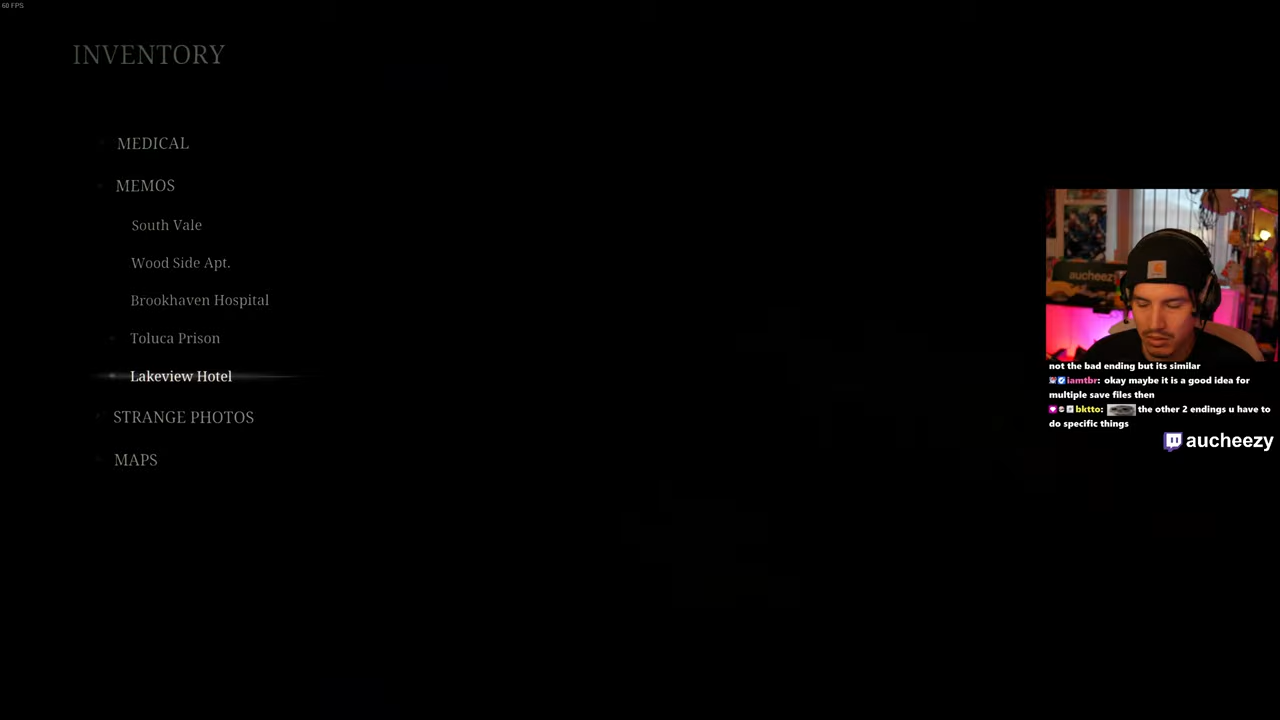 60 FPS
INVENTORY
MEDICAL
MEMOS
South Vale
Wood Side Apt.
Brookhaven Hospital
Toluca Prison
Lakeview Hotel
STRANGE PHOTOS
MAPS
aucheezy
not the bad ending but its similar
iamtbr: okay maybe it is a good idea for
multiple save files then
bktto: the other 2 endings u have to
do specific things
aucheezy